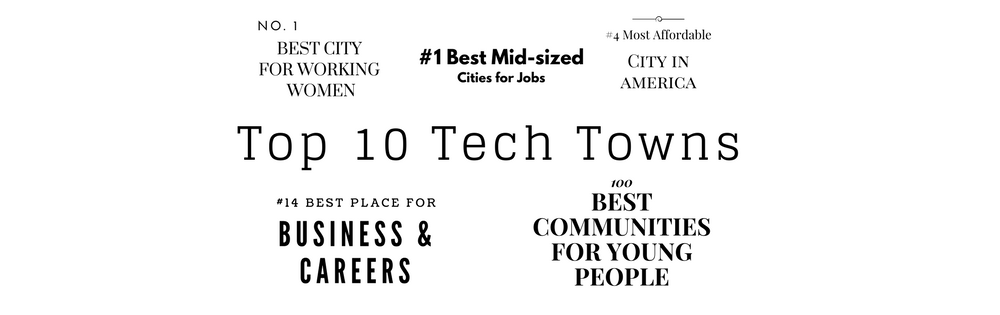 NO. 1
BEST CITY
FOR WORKING
WOMEN
#1 Best Mid-sized
Cities for Jobs
#4 Most Affordable
CITY IN
AMERICA
Top 10 Tech Towns
#14 BEST PLACE FOR
BUSINESS &
CAREERS
100
BEST
COMMUNITIES
FOR YOUNG
PEOPLE